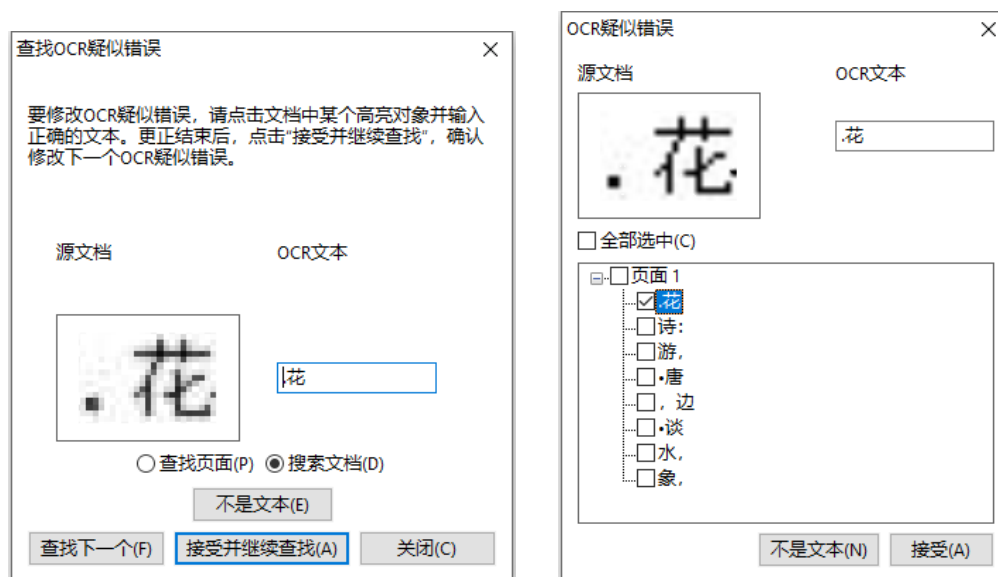 查找OCR疑似错误
要修改OCR疑似错误，请点击文档中某个高亮对象并输入
正确的文本。更正结束后，点击“接受并继续查找”，确认
修改下一个OCR疑似错误。
源文档 OCR文本
.花 .花
查找页面(P) 搜索文档(D)
不是文本(E)
查找下一个(F) 接受并继续查找(A) 关闭(C)
OCR疑似错误
源文档 OCR文本
.花 .花
全部选中(C)
页面 1
.花
诗：
游，
•唐
，边
•谈
水，
象，
不是文本(N) 接受(A)